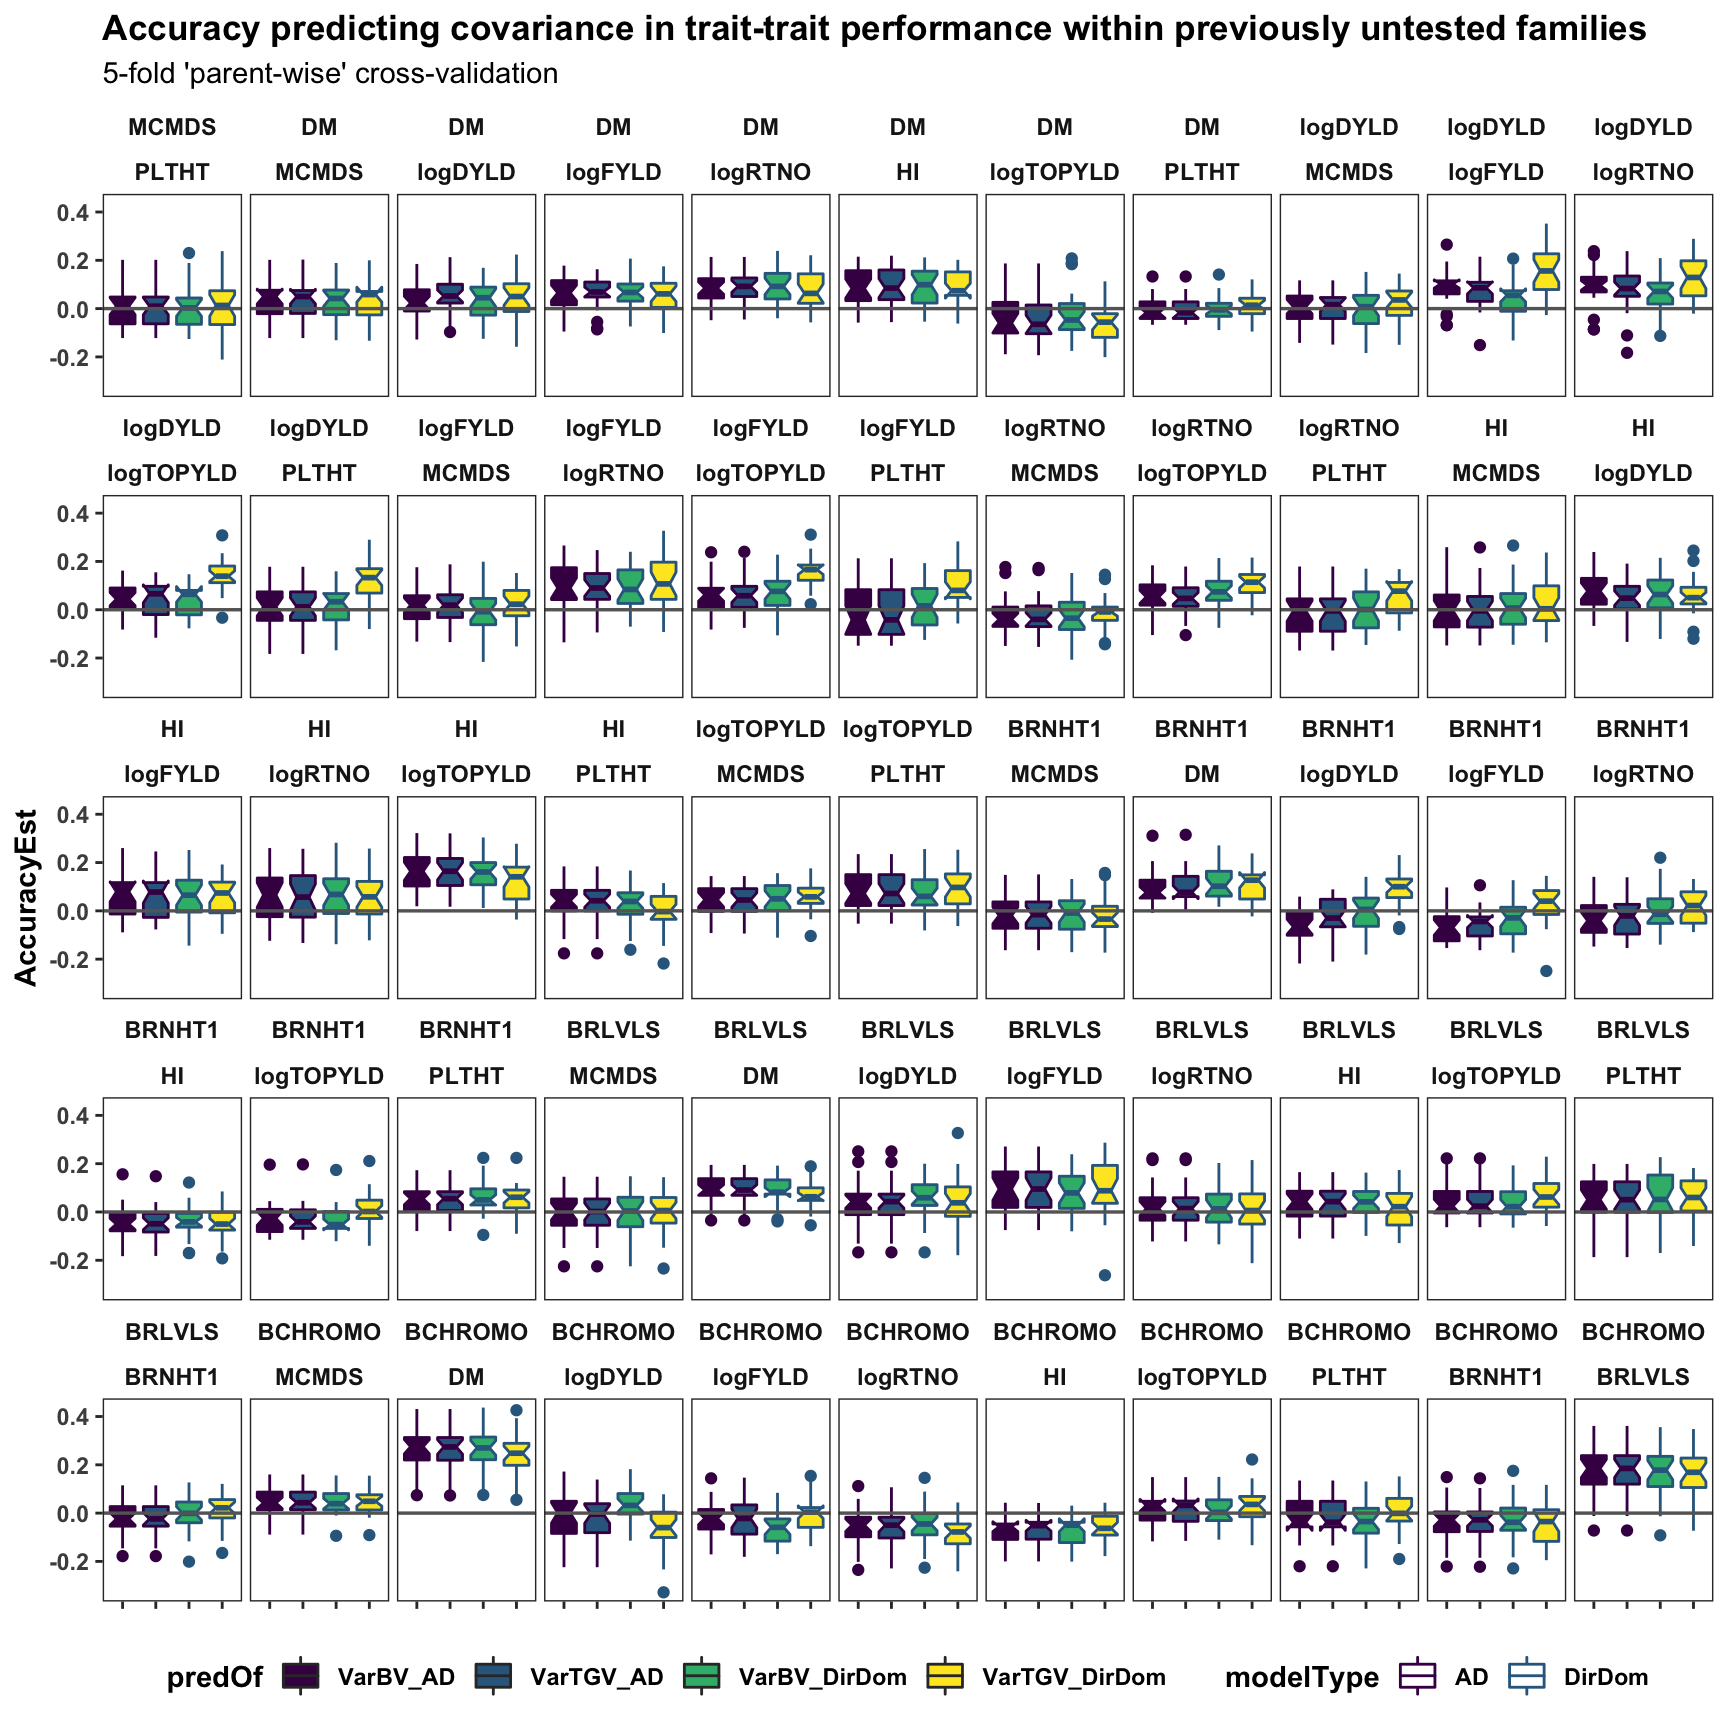 Accuracy predicting covariance in trait-trait performance within previously untested families
5-fold 'parent-wise' cross-validation
MCMDS DM DM DM DM DM DM DM logDYLD logDYLD logDYLD
PLTHT MCMDS logDYLD logFYLD logRTNO HI logTOPYLD PLTHT MCMDS logFYLD logRTNO
0.4
0.2
0.0
-0.2
logDYLD logDYLD logFYLD logFYLD logFYLD logFYLD logRTNO logRTNO logRTNO HI HI
logTOPYLD PLTHT MCMDS logRTNO logTOPYLD PLTHT MCMDS logTOPYLD PLTHT MCMDS logDYLD
0.4
0.2
0.0
-0.2
HI HI HI HI logTOPYLD logTOPYLD BRNHT1 BRNHT1 BRNHT1 BRNHT1 BRNHT1
logFYLD logRTNO logTOPYLD PLTHT MCMDS PLTHT MCMDS DM logDYLD logFYLD logRTNO
0.4
0.2
0.0
-0.2
AccuracyEst
BRNHT1 BRNHT1 BRNHT1 BRLVLS BRLVLS BRLVLS BRLVLS BRLVLS BRLVLS BRLVLS BRLVLS
HI logTOPYLD PLTHT MCMDS DM logDYLD logFYLD logRTNO HI logTOPYLD PLTHT
0.4
0.2
0.0
-0.2
BRLVLS BCHROMO BCHROMO BCHROMO BCHROMO BCHROMO BCHROMO BCHROMO BCHROMO BCHROMO BCHROMO
BRNHT1 MCMDS DM logDYLD logFYLD logRTNO HI logTOPYLD PLTHT BRNHT1 BRLVLS
0.4
0.2
0.0
-0.2
predOf VarBV_AD VarTGV_AD VarBV_DirDom VarTGV_DirDom modelType AD DirDom